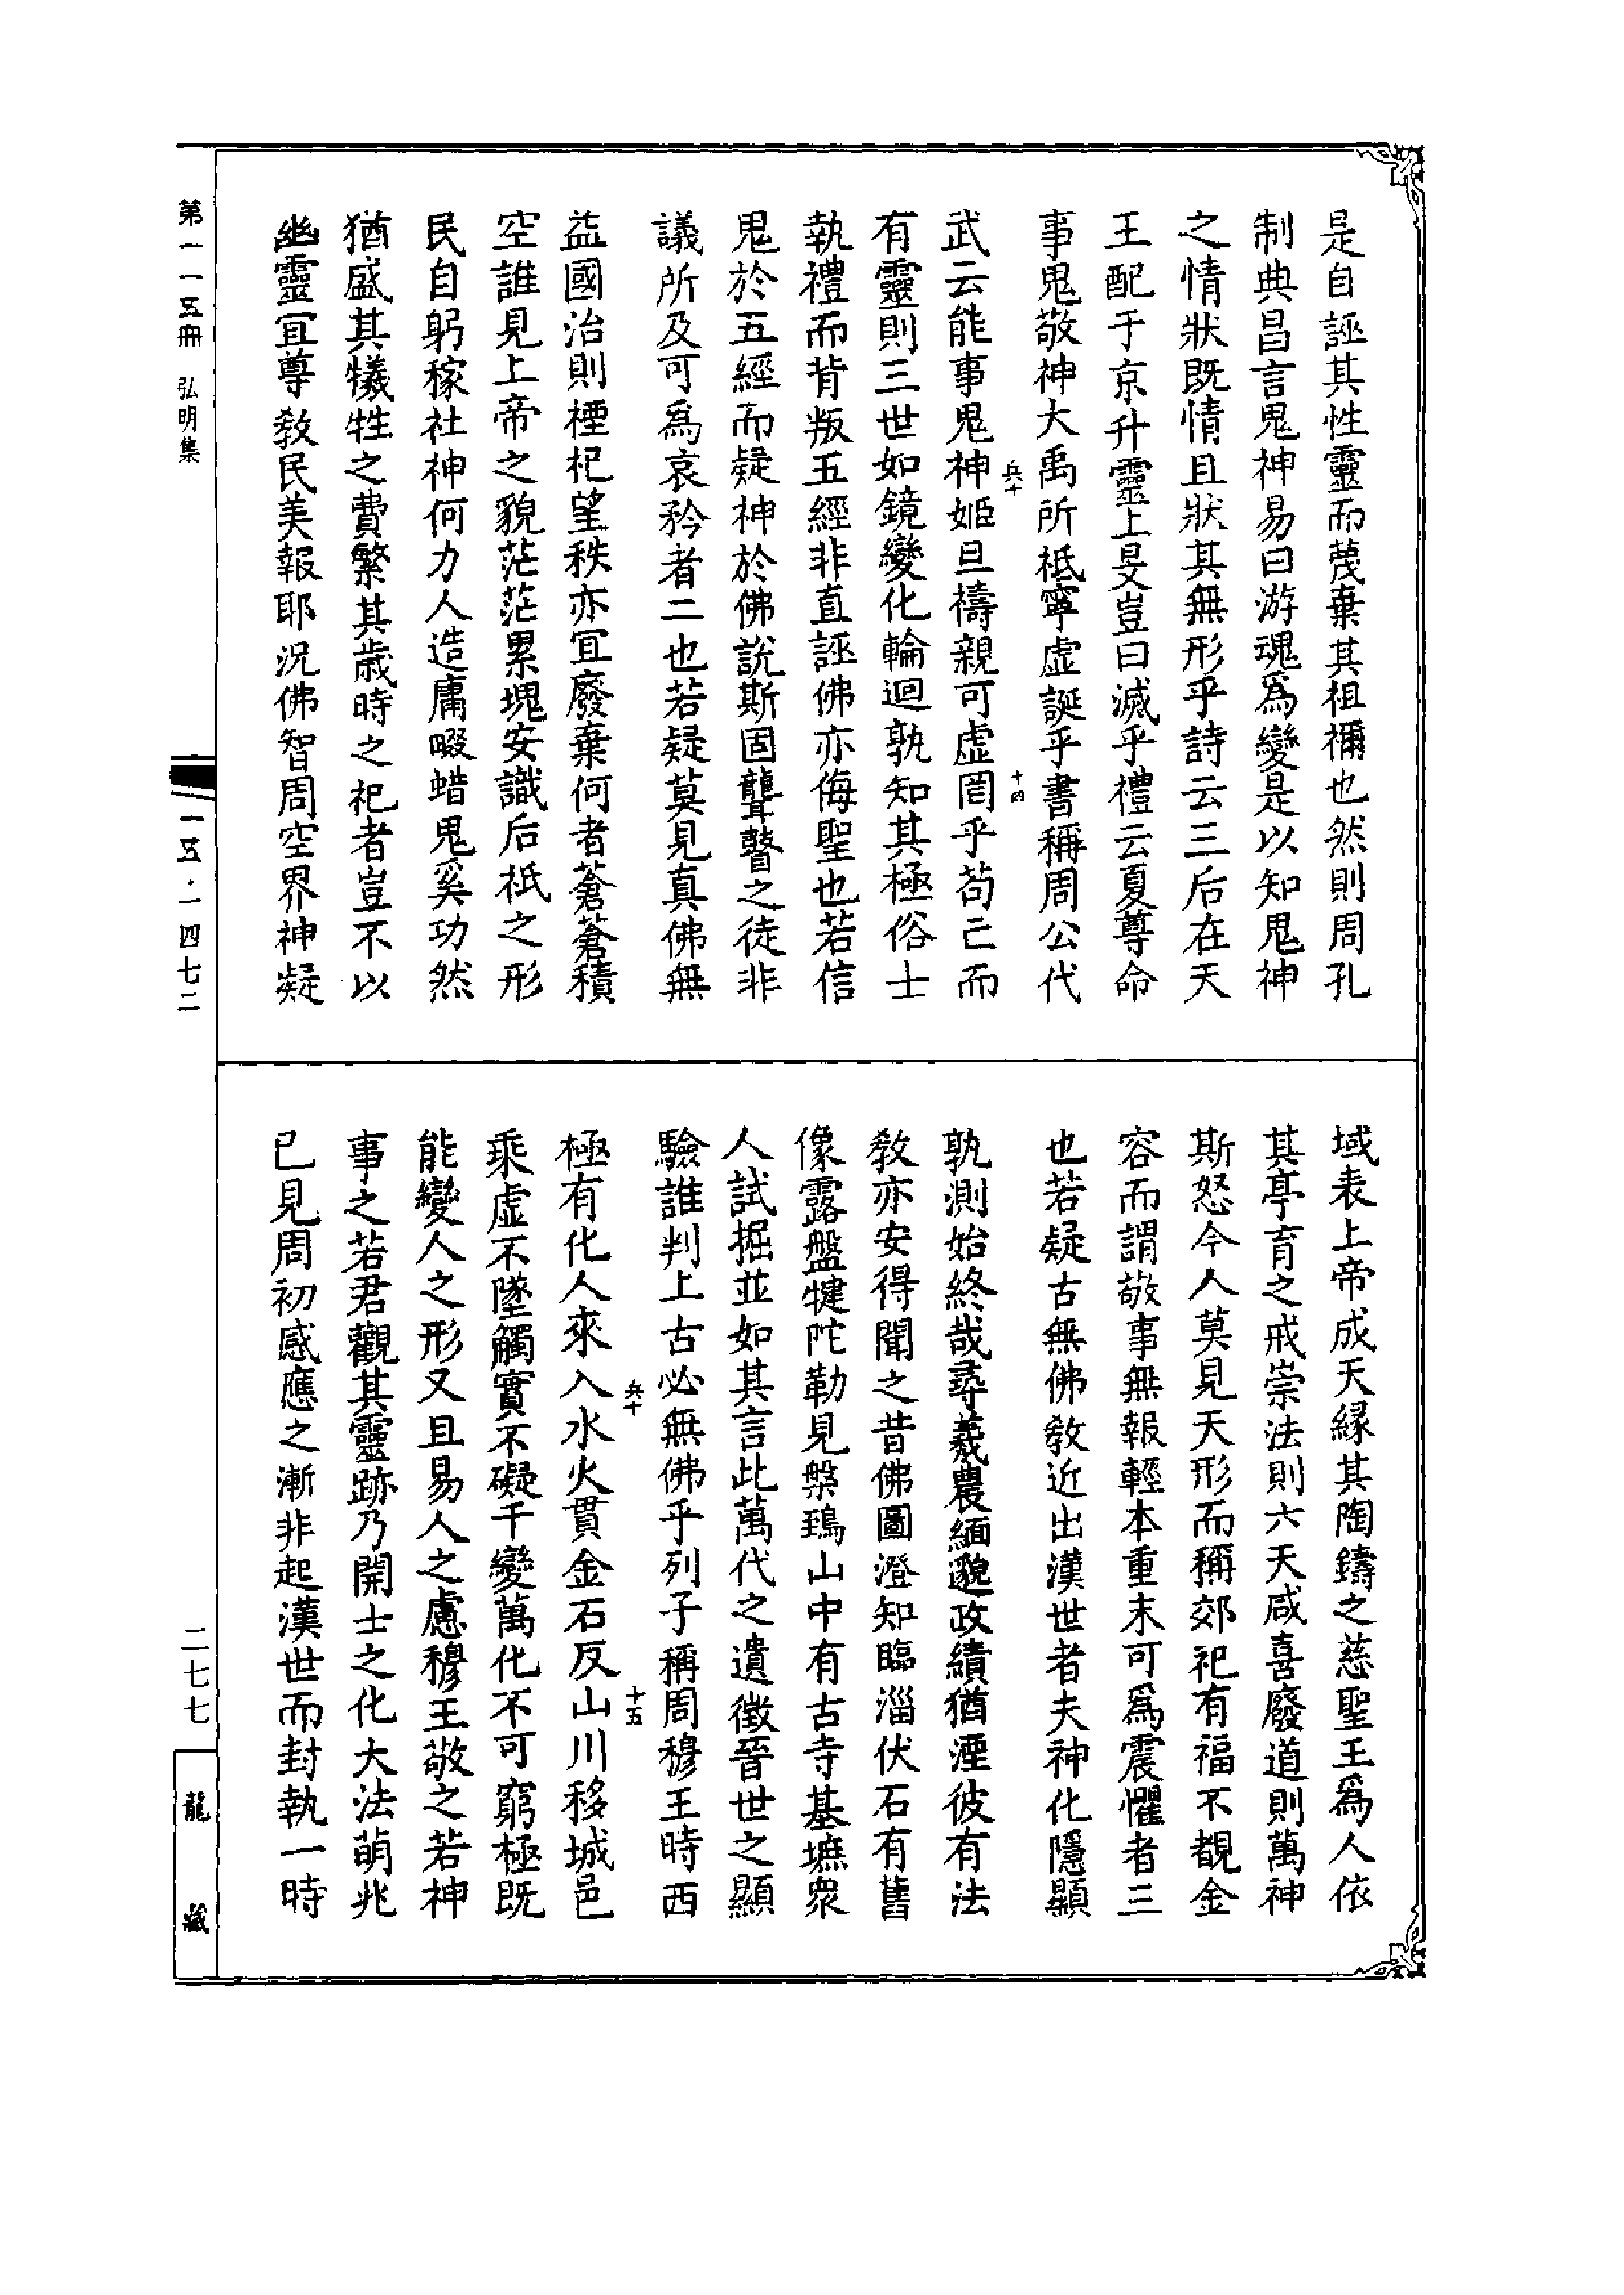 是自誣其性靈而蔑棄其祖禰也然則周孔
制典昌言鬼神易曰游魂爲變是以知鬼神
之情狀既情且狀其無形乎詩云三后在天
王配于京升靈上旻豈曰滅乎禮云夏尊命
事鬼敬神大禹所祗寧虛誕乎書稱周公代
武云能事鬼神姬旦禱親可虛罔乎苟已而
有靈則三世如鏡變化輪迴孰知其極俗士
執禮而背叛五經非直誣佛亦侮聖也若信
鬼於五經而疑神於佛說斯固聾瞽之徒非
議所及可爲哀矜者二也若疑莫見真佛無
益國治則禋祀望秩亦宜廢棄何者蒼蒼積
空誰見上帝之貌茫茫累塊安識后祇之形
民自躬稼社神何力人造庸畷蜡鬼奚功然
猶盛其犧牲之費繁其歲時之祀者豈不以
幽靈宜尊敎民美報耶況佛智周空界神凝
域表上帝成天緣其陶鑄之慈聖王爲人依
其亭育之戒崇法則六天咸喜廢道則萬神
斯怒今人莫見天形而稱郊祀有福不覩金
容而謂敬事無報輕本重末可爲震懼者三
也若疑古無佛敎近出漢世者夫神化隱顯
孰測始終哉尋羲農緬邈政績猶湮彼有法
敎亦安得聞之昔佛圖澄知臨淄伏石有舊
像露盤犍陀勒見槃鵄山中有古寺基墌衆
人試掘並如其言此萬代之遺徵晉世之顯
驗誰判上古必無佛乎列子稱周穆王時西
極有化人來入水火貫金石反山川移城邑
乘虛不墜觸實不礙千變萬化不可窮極既
能變人之形又且易人之慮穆王敬之若神
事之若君觀其靈跡乃開士之化大法萌兆
已見周初感應之漸非起漢世而封執一時
兵十
十四
兵十
十五
第一一五冊 弘明集
一五·一四七二
二七七
龍藏